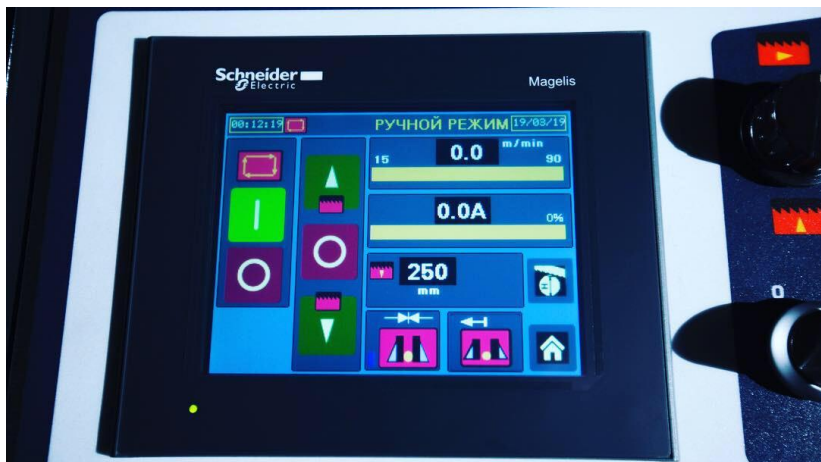 Schneider
Electric
Magelis
00:12:19
РУЧНОЙ РЕЖИМ
19/03/19
0.0
m/min
15
90
0.0A
0%
250
mm
0